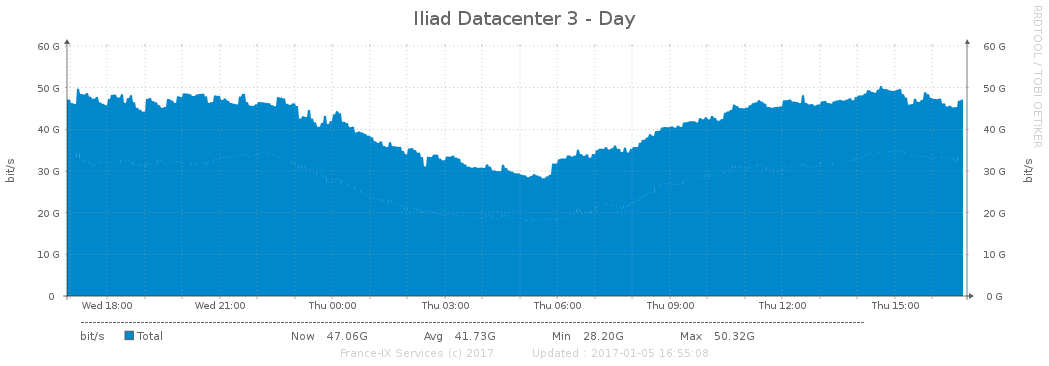 Iliad Datacenter 3 - Day
RRDTOOL / TOBI OETIKER
60 G 60 G
50 G 50 G
40 G 40 G
30 G 30 G
20 G 20 G
10 G 10 G
0 0 G
bit/s bit/s
Wed 18:00 Wed 21:00 Thu 00:00 Thu 03:00 Thu 06:00 Thu 09:00 Thu 12:00 Thu 15:00
bit/s Total Now 47.06G Avg 41.73G Min 28.20G Max 50.32G
France-IX Services (c) 2017 Updated : 2017-01-05 16:55:08